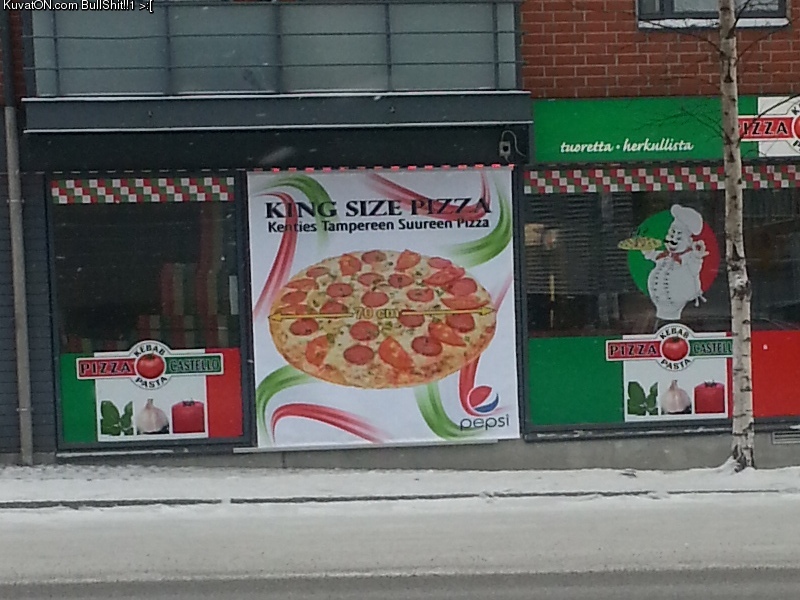 KuvatON.com BullShit!!1 >:[
tuoretta · herkullista
PIZZA
KING SIZE PIZZA
Kenties Tampereen Suureen Pizza
70 cm
pepsi
KEBAB
PIZZA CASTELLO
PASTA
KEBAB
PIZZA CASTELLO
PASTA